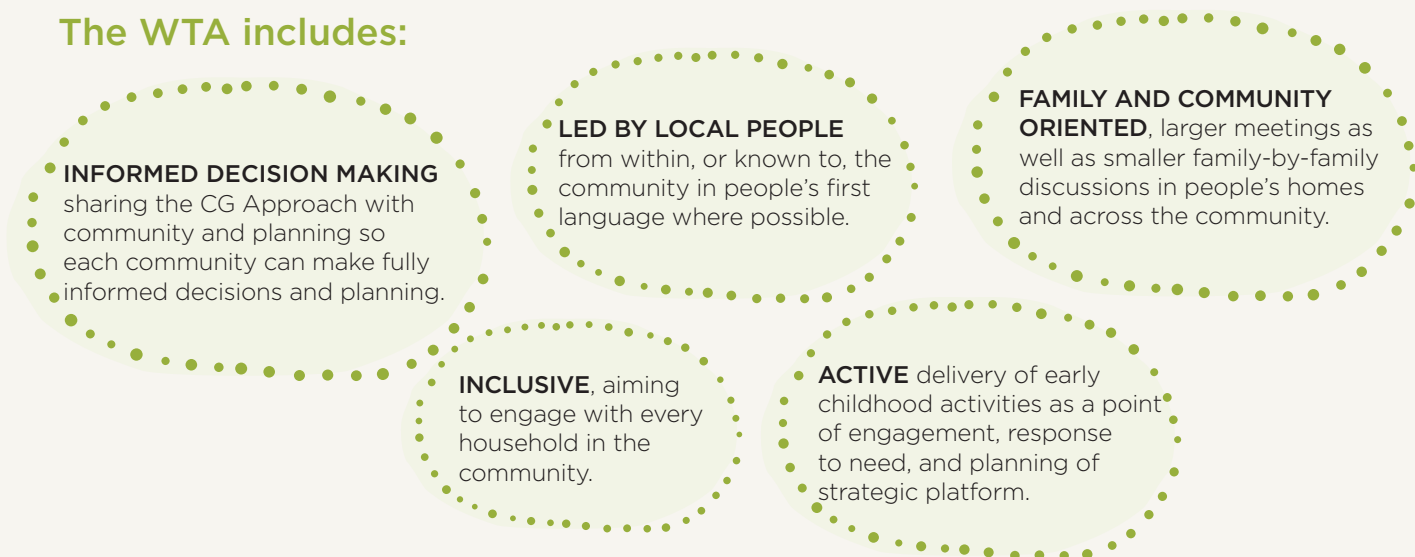 The WTA includes:
INFORMED DECISION MAKING
sharing the CG Approach with
community and planning so
each community can make fully
informed decisions and planning.
LED BY LOCAL PEOPLE
from within, or known to, the
community in people's first
language where possible.
FAMILY AND COMMUNITY
ORIENTED, larger meetings as
well as smaller family-by-family
discussions in people's homes
and across the community.
INCLUSIVE, aiming
to engage with every
household in the
community.
ACTIVE delivery of early
childhood activities as a point
of engagement, response
to need, and planning of
strategic platform.